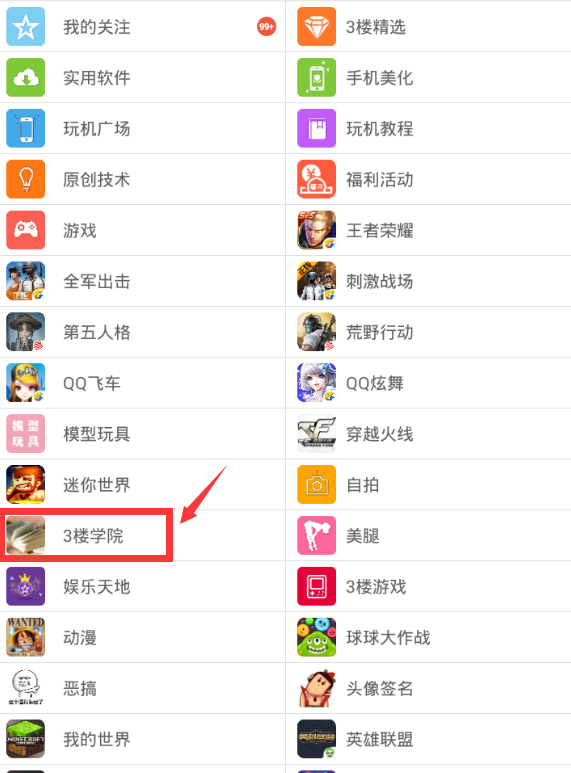 我的关注
99+
3楼精选
实用软件
手机美化
玩机广场
玩机教程
原创技术
福利活动
游戏
5v5
王者荣耀
全军出击
刺激战场
第五人格
荒野行动
QQ飞车
QQ炫舞
模型
玩具
模型玩具
穿越火线
迷你世界
自拍
3楼学院
美腿
娱乐天地
3楼游戏
WANTED
动漫
球球大作战
恶搞
头像签名
MINECRAFT
我的世界
英雄联盟